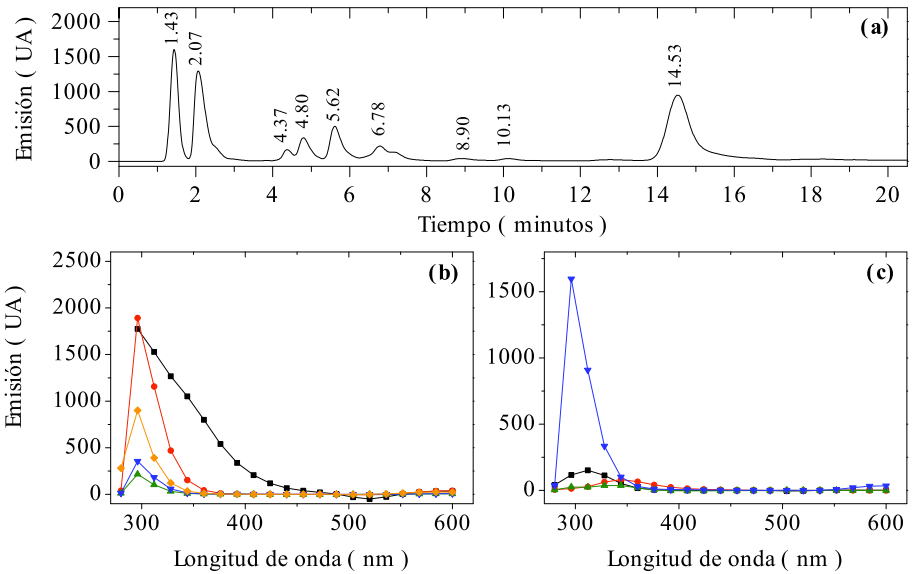 (a)
Emisión ( UA )
2000
1500
1000
500
0
1.43
2.07
4.37
4.80
5.62
6.78
8.90
10.13
14.53
0 2 4 6 8 10 12 14 16 18 20
Tiempo ( minutos )
(b)
Emisión ( UA )
2500
2000
1500
1000
500
0
300 400 500 600
Longitud de onda ( nm )
(c)
1500
1000
500
0
300 400 500 600
Longitud de onda ( nm )